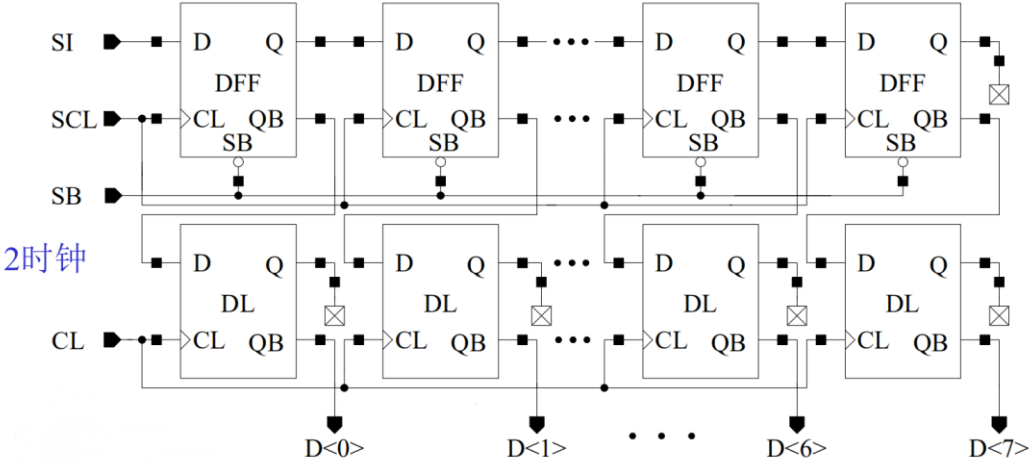 SI D Q D Q • • • D Q D Q
DFF DFF DFF DFF
SCL CL QB CL QB • • • CL QB CL QB
SB SB SB SB
SB
2时钟 D Q D Q • • • D Q D Q
DL DL DL DL
CL CL QB CL QB • • • CL QB CL QB
D<0> D<1> • • • D<6> D<7>